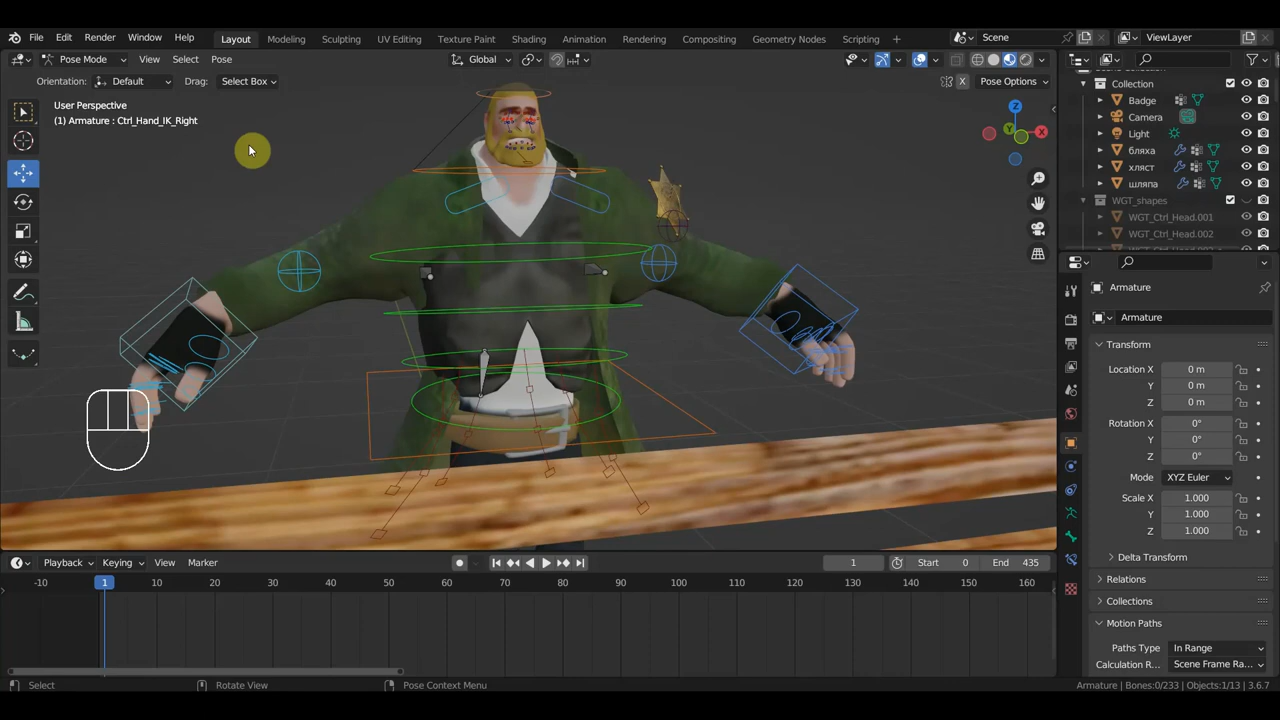 File Edit Render Window Help Layout Modeling Sculpting UV Editing Texture Paint Shading Animation Rendering Compositing Geometry Nodes Scripting + Scene ViewLayer
Pose Mode View Select Pose Global
Orientation: Default Drag: Select Box X Pose Options
User Perspective
(1) Armature : Ctrl_Hand_IK_Right
Z
X
Y
Collection
Badge
Camera
Light
бляха
хляст
шляпа
WGT_shapes
WGT_Ctrl_Head.001
WGT_Ctrl_Head.002
Armature
Armature
Transform
Location X 0 m
Y 0 m
Z 0 m
Rotation X 0°
Y 0°
Z 0°
Mode XYZ Euler
Scale X 1.000
Y 1.000
Z 1.000
Delta Transform
Relations
Collections
Motion Paths
Paths Type In Range
Calculation R... Scene Frame Ra...
Playback Keying View Marker 1 Start 0 End 435
-10 1 10 20 30 40 50 60 70 80 90 100 110 120 130 140 150 160
Select Rotate View Pose Context Menu Armature | Bones:0/233 | Objects:1/13 | 3.6.7